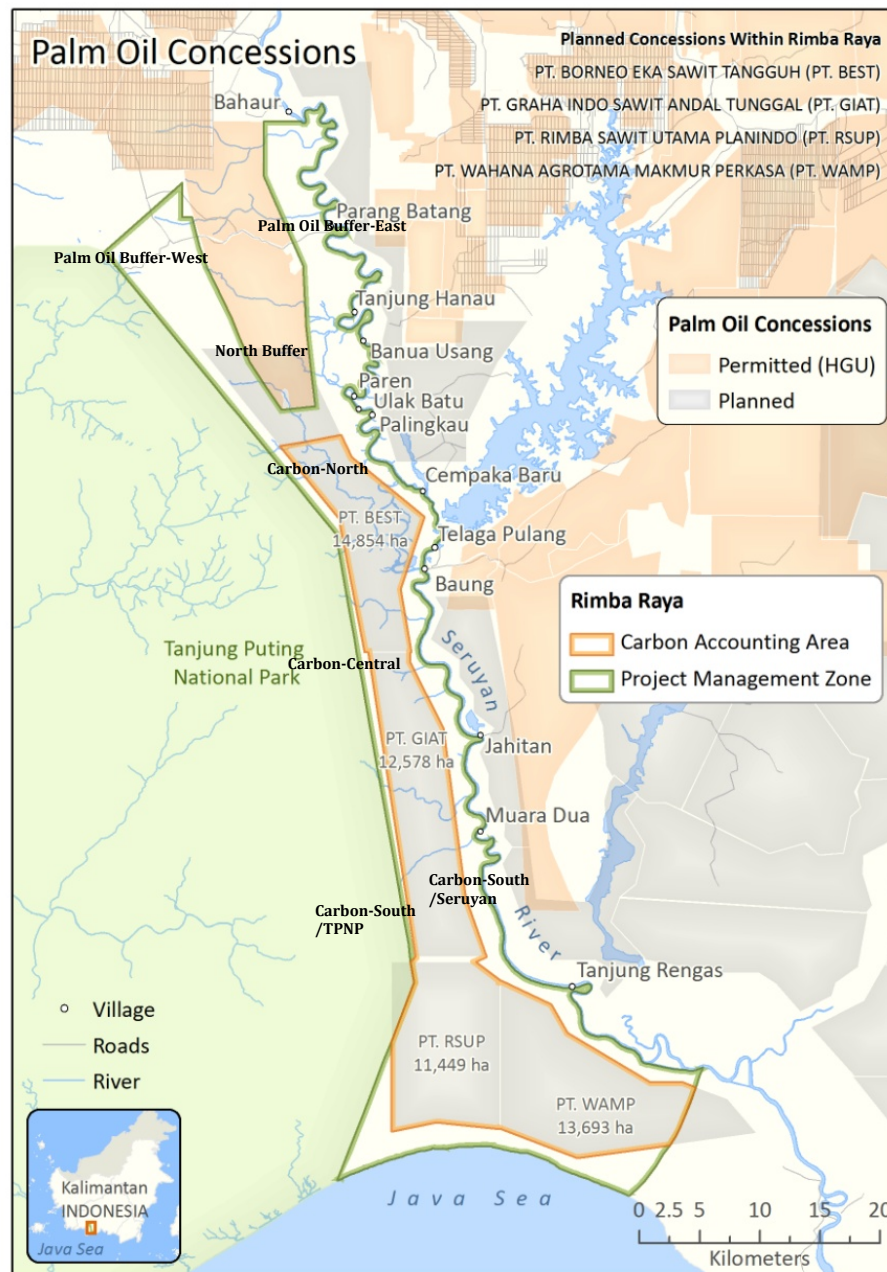 Palm Oil Concessions
Planned Concessions Within Rimba Raya
PT. BORNEO EKA SAWIT TANGGUH (PT. BEST)
PT. GRAHA INDO SAWIT ANDAL TUNGGAL (PT. GIAT)
PT. RIMBA SAWIT UTAMA PLANINDO (PT. RSUP)
PT. WAHANA AGROTAMA MAKMUR PERKASA (PT. WAMP)
Bahaur
Parang Batang
Palm Oil Buffer-East
Palm Oil Buffer-West
Tanjung Hanau
Banua Usang
North Buffer
Paren
Ulak Batu
Palingkau
Palm Oil Concessions
Permitted (HGU)
Planned
Carbon-North
Cempaka Baru
PT. BEST
14,854 ha
Telaga Pulang
Baung
Rimba Raya
Carbon Accounting Area
Project Management Zone
Tanjung Puting
National Park
Carbon-Central
Seruyan
PT. GIAT
12,578 ha
Jahitan
Muara Dua
Carbon-South
/Seruyan
Carbon-South
/TPNP
River
Tanjung Rengas
Village
Roads
River
PT. RSUP
11,449 ha
PT. WAMP
13,693 ha
Kalimantan
INDONESIA
Java Sea
Java Sea
0 2.5 5 10 15 20
Kilometers